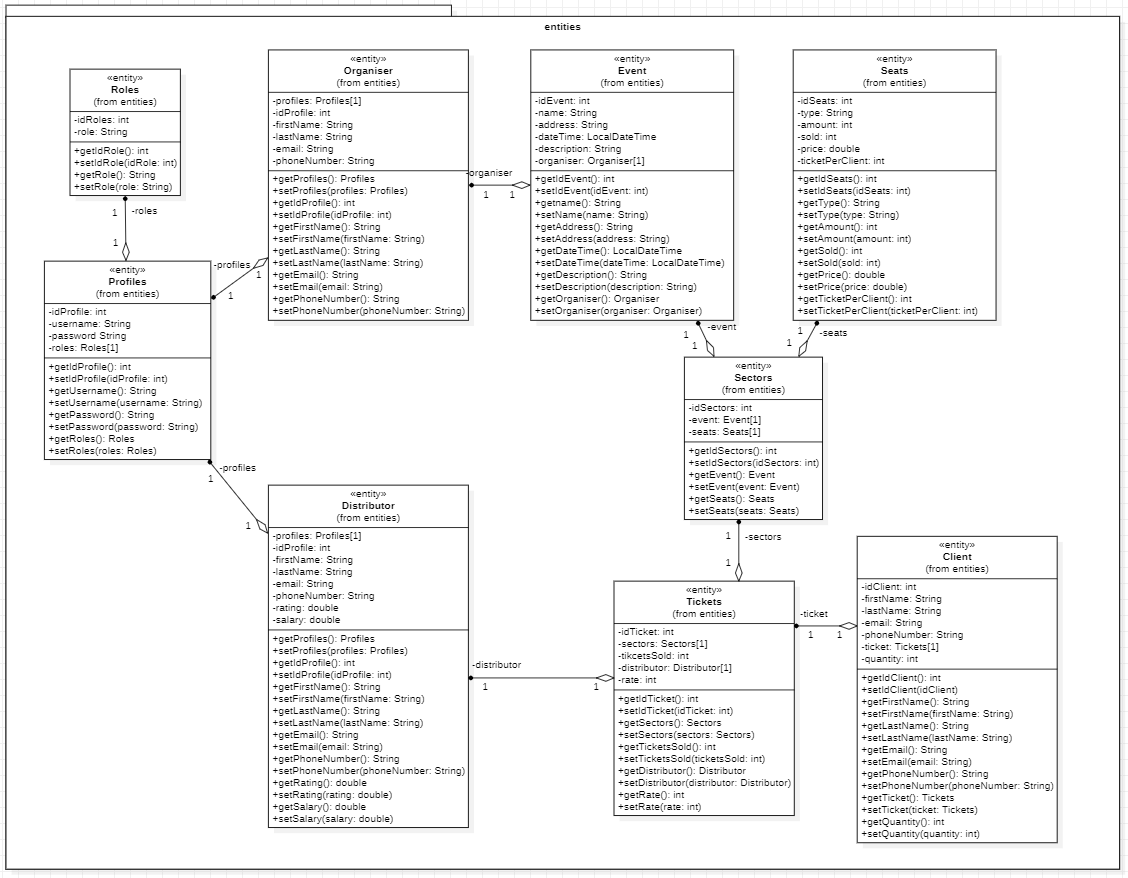 entities
«entity»
Roles
(from entities)
-idRoles: int
-role: String
+getIdRole(): int
+setIdRole(idRole: int)
+getRole(): String
+setRole(role: String)
«entity»
Organiser
(from entities)
-profiles: Profiles[1]
-idProfile: int
-firstName: String
-lastName: String
-email: String
-phoneNumber: String
+getProfiles(): Profiles
+setProfiles(profiles: Profiles)
+getIdProfile(): int
+setIdProfile(idProfile: int)
+getFirstName(): String
+setFirstName(firstName: String)
+getLastName(): String
+setLastName(lastName: String)
+getEmail(): String
+setEmail(email: String)
+getPhoneNumber(): String
+setPhoneNumber(phoneNumber: String)
«entity»
Event
(from entities)
-idEvent: int
-name: String
-address: String
-dateTime: LocalDateTime
-description: String
-organiser: Organiser[1]
+getIdEvent(): int
+setIdEvent(idEvent: int)
+getname(): String
+setName(name: String)
+getAddress(): String
+setAddress(address: String)
+getDateTime(): LocalDateTime
+setDateTime(dateTime: LocalDateTime)
+getDescription(): String
+setDescription(description: String)
+getOrganiser(): Organiser
+setOrganiser(organiser: Organiser)
«entity»
Seats
(from entities)
-idSeats: int
-type: String
-amount: int
-sold: int
-price: double
-ticketPerClient: int
+getIdSeats(): int
+setIdSeats(idSeats: int)
+getType(): String
+setType(type: String)
+getAmount(): int
+setAmount(amount: int)
+getSold(): int
+setSold(sold: int)
+getPrice(): double
+setPrice(price: double)
+getTicketPerClient(): int
+setTicketPerClient(ticketPerClient: int)
-organiser
1
1
1
-roles
1
-profiles
1
1
«entity»
Profiles
(from entities)
-idProfile: int
-username: String
-password String
-roles: Roles[1]
+getIdProfile(): int
+setIdProfile(idProfile: int)
+getUsername(): String
+setUsername(username: String)
+getPassword(): String
+setPassword(password: String)
+getRoles(): Roles
+setRoles(roles: Roles)
-event
1
1
-seats
1
1
«entity»
Sectors
(from entities)
-idSectors: int
-event: Event[1]
-seats: Seats[1]
+getIdSectors(): int
+setIdSectors(idSectors: int)
+getEvent(): Event
+setEvent(event: Event)
+getSeats(): Seats
+setSeats(seats: Seats)
-profiles
1
1
«entity»
Distributor
(from entities)
-profiles: Profiles[1]
-idProfile: int
-firstName: String
-lastName: String
-email: String
-phoneNumber: String
-rating: double
-salary: double
+getProfiles(): Profiles
+setProfiles(profiles: Profiles)
+getIdProfile(): int
+setIdProfile(idProfile: int)
+getFirstName(): String
+setFirstName(firstName: String)
+getLastName(): String
+setLastName(lastName: String)
+getEmail(): String
+setEmail(email: String)
+getPhoneNumber(): String
+setPhoneNumber(phoneNumber: String)
+getRating(): double
+setRating(rating: double)
+getSalary(): double
+setSalary(salary: double)
-distributor
1
1
1
-sectors
1
«entity»
Tickets
(from entities)
-idTicket: int
-sectors: Sectors[1]
-tikcetsSold: int
-distributor: Distributor[1]
-rate: int
+getIdTicket(): int
+setIdTicket(idTicket: int)
+getSectors(): Sectors
+setSectors(sectors: Sectors)
+getTicketsSold(): int
+setTicketsSold(ticketsSold: int)
+getDistributor(): Distributor
+setDistributor(distributor: Distributor)
+getRate(): int
+setRate(rate: int)
-ticket
1
1
«entity»
Client
(from entities)
-idClient: int
-firstName: String
-lastName: String
-email: String
-phoneNumber: String
-ticket: Tickets[1]
-quantity: int
+getIdClient(): int
+setIdClient(idClient)
+getFirstName(): String
+setFirstName(firstName: String)
+getLastName(): String
+setLastName(lastName: String)
+getEmail(): String
+setEmail(email: String)
+getPhoneNumber(): String
+setPhoneNumber(phoneNumber: String)
+getTicket(): Tickets
+setTicket(ticket: Tickets)
+getQuantity(): int
+setQuantity(quantity: int)